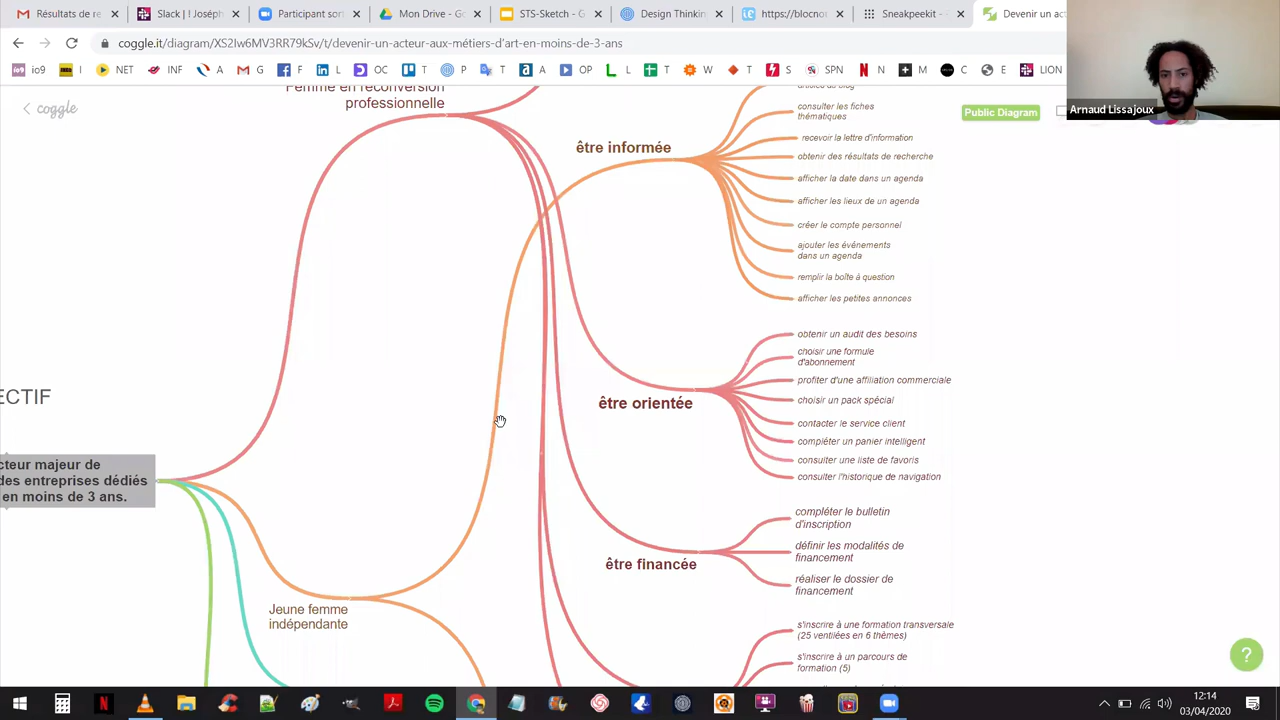 Résultats de re
Slack | ! Joséph
Participant sort
Mon Drive - Go
STS-Sketch - G
Design Thinkin
https://blocnot
Sneakpeekit -
Devenir un act
coggle.it/diagram/XS2Iw6MV3RR79kSv/t/devenir-un-acteur-aux-métiers-d'art-en-moins-de-3-ans
io9 I NET INF A G F L OC T F T A OP L T W T S SPN N M C E LION
Arnaud Lissajoux
coggle
Public Diagram
Femme en reconversion
professionnelle
articles du blog
consulter les fiches
thématiques
être informée
recevoir la lettre d'information
obtenir des résultats de recherche
afficher la date dans un agenda
afficher les lieux de un agenda
créer le compte personnel
ajouter les événements
dans un agenda
remplir la boîte à question
afficher les petites annonces
obtenir un audit des besoins
choisir une formule
d'abonnement
profiter d'une affiliation commerciale
être orientée
choisir un pack spécial
contacter le service client
compléter un panier intelligent
consulter une liste de favoris
consulter l'historique de navigation
ECTIF
cteur majeur de
des entreprises dédiés
en moins de 3 ans.
compléter le bulletin
d'inscription
définir les modalités de
financement
être financée
réaliser le dossier de
financement
Jeune femme
indépendante
s'inscrire à une formation transversale
(25 ventilées en 6 thèmes)
s'inscrire à un parcours de
formation (5)
?
12:14
03/04/2020